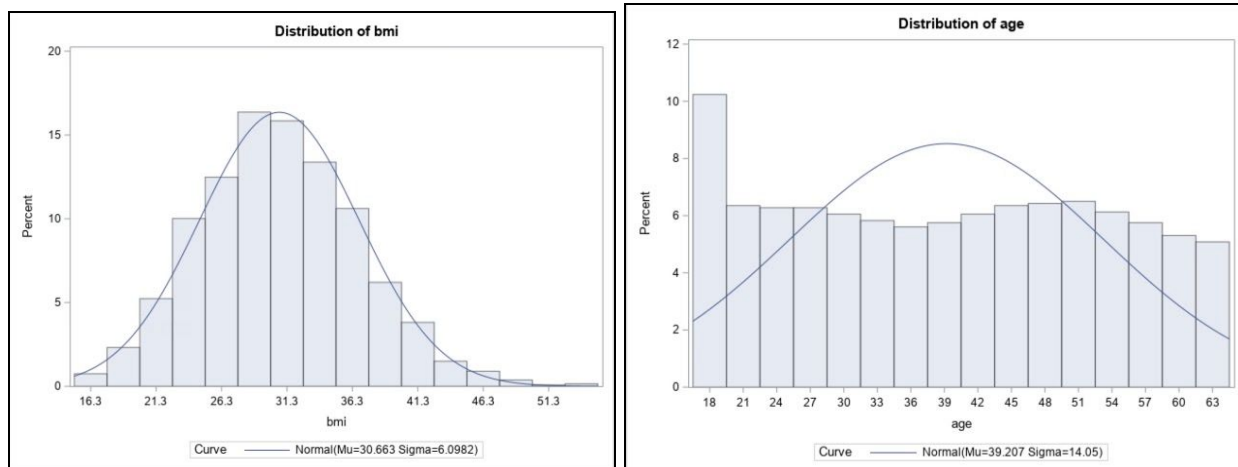 Distribution of bmi
20
15
10
5
0
Percent
16.3 21.3 26.3 31.3 36.3 41.3 46.3 51.3
bmi
Curve Normal(Mu=30.663 Sigma=6.0982)
Distribution of age
12
10
8
6
4
2
0
Percent
18 21 24 27 30 33 36 39 42 45 48 51 54 57 60 63
age
Curve Normal(Mu=39.207 Sigma=14.05)